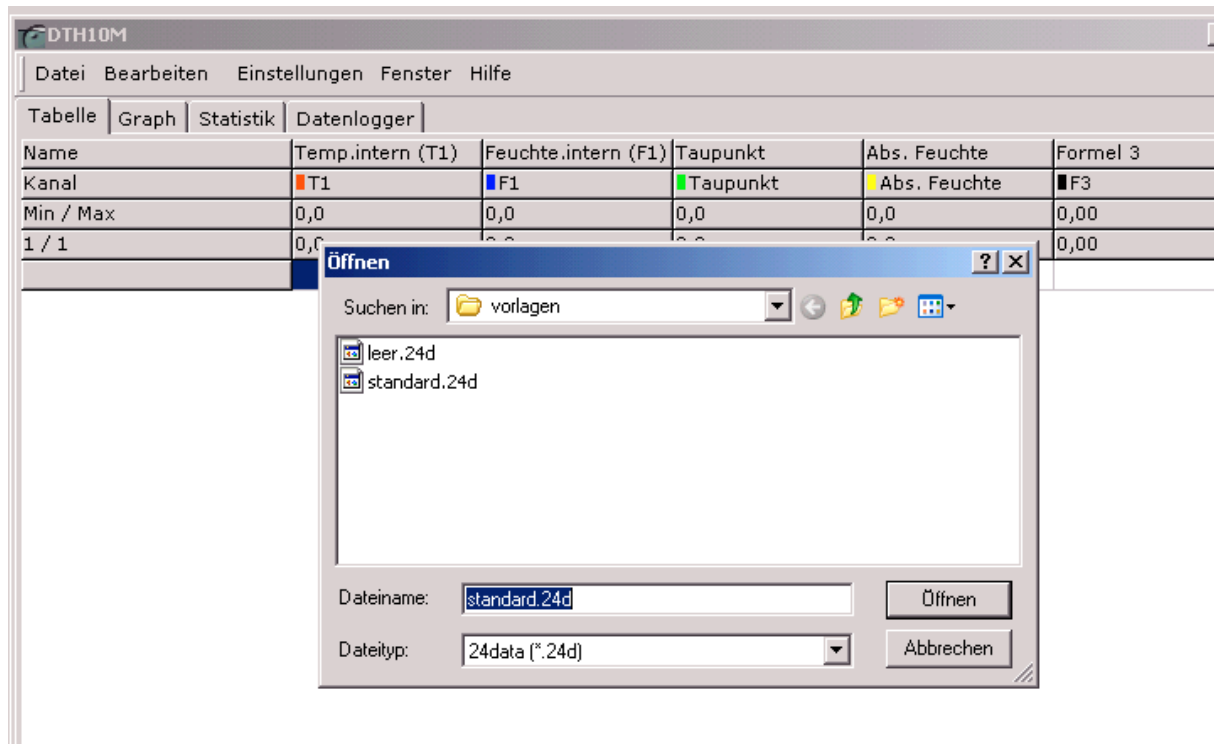 DTH10M
Datei Bearbeiten Einstellungen Fenster Hilfe
Tabelle Graph Statistik Datenlogger
Name Temp.intern (T1) Feuchte.intern (F1) Taupunkt Abs. Feuchte Formel 3
Kanal T1 F1 Taupunkt Abs. Feuchte F3
Min / Max 0,0 0,0 0,0 0,0 0,00
1 / 1 0,00
Öffnen
Suchen in: vorlagen
leer.24d
standard.24d
Dateiname: standard.24d Öffnen
Dateityp: 24data (*.24d) Abbrechen